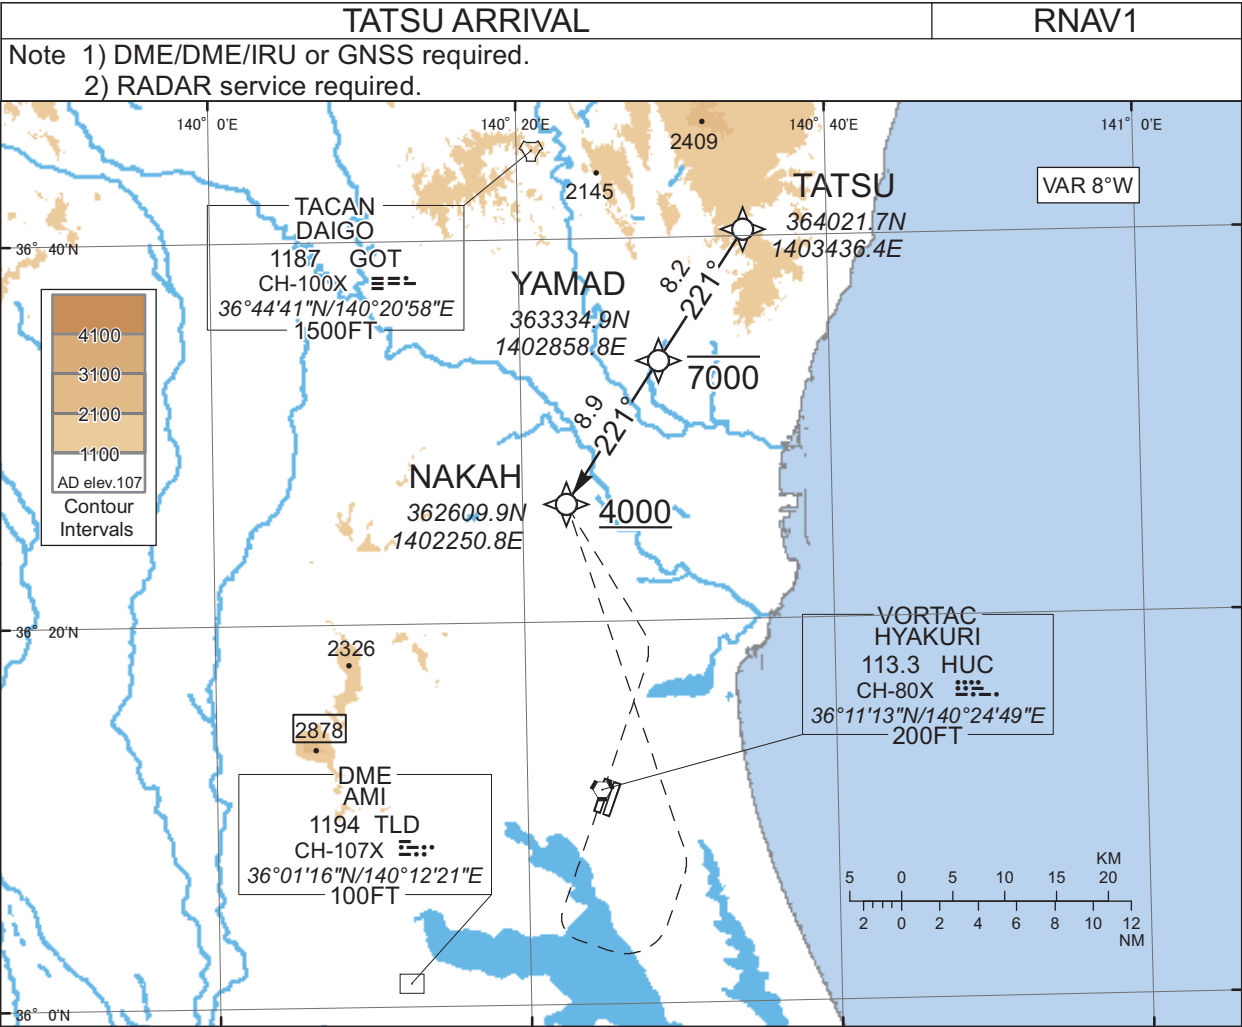 TATSU ARRIVAL
RNAV1
Note 1) DME/DME/IRU or GNSS required.
2) RADAR service required.
140° 0'E
140° 20'E
140° 40'E
141° 0'E
2409
2145
VAR 8°W
TATSU
364021.7N
1403436.4E
TACAN
DAIGO
1187 GOT
CH-100X
36°44'41"N/140°20'58"E
1500FT
36° 40'N
8.2
221°
YAMAD
363334.9N
1402858.8E
7000
4100
3100
2100
1100
AD elev.107
Contour
Intervals
8.9
221°
NAKAH
362609.9N
1402250.8E
4000
36° 20'N
2326
2878
VORTAC
HYAKURI
113.3 HUC
CH-80X
36°11'13"N/140°24'49"E
200FT
DME
AMI
1194 TLD
CH-107X
36°01'16"N/140°12'21"E
100FT
KM
5 0 5 10 15 20
2 0 2 4 6 8 10 12
NM
36° 0'N